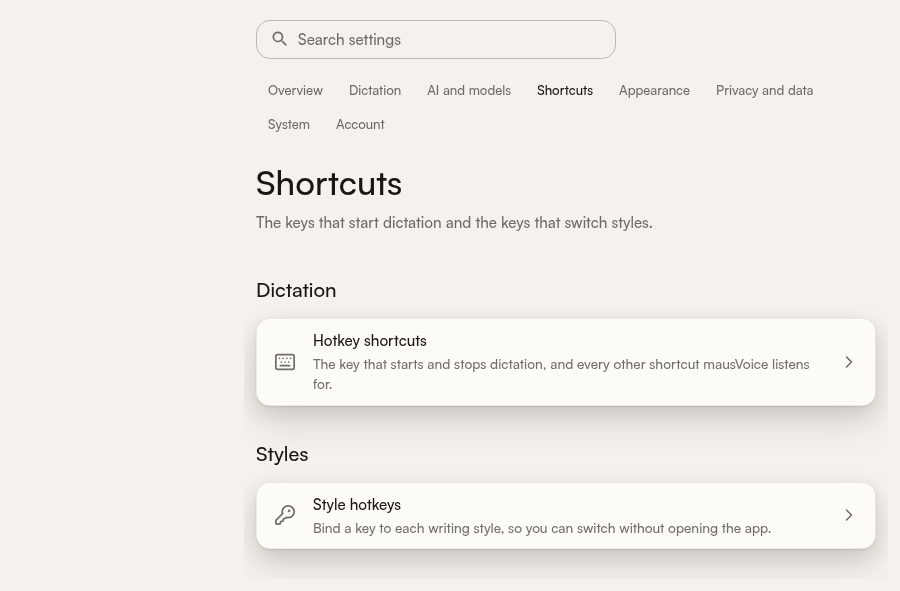 Search settings
Overview Dictation AI and models Shortcuts Appearance Privacy and data
System Account
Shortcuts
The keys that start dictation and the keys that switch styles.
Dictation
Hotkey shortcuts
The key that starts and stops dictation, and every other shortcut mausVoice listens
for.
Styles
Style hotkeys
Bind a key to each writing style, so you can switch without opening the app.